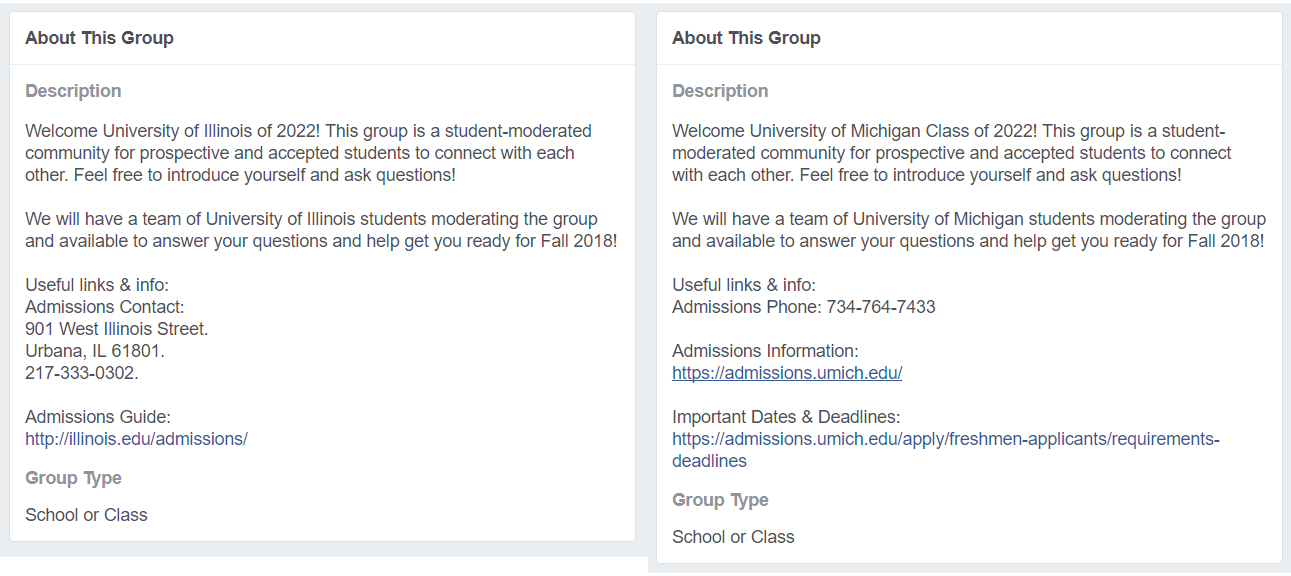 About This Group
Description
Welcome University of Illinois of 2022! This group is a student-moderated
community for prospective and accepted students to connect with each
other. Feel free to introduce yourself and ask questions!
We will have a team of University of Illinois students moderating the group
and available to answer your questions and help get you ready for Fall 2018!
Useful links & info:
Admissions Contact:
901 West Illinois Street.
Urbana, IL 61801.
217-333-0302.
Admissions Guide:
http://illinois.edu/admissions/
Group Type
School or Class
About This Group
Description
Welcome University of Michigan Class of 2022! This group is a student-
moderated community for prospective and accepted students to connect
with each other. Feel free to introduce yourself and ask questions!
We will have a team of University of Michigan students moderating the group
and available to answer your questions and help get you ready for Fall 2018!
Useful links & info:
Admissions Phone: 734-764-7433
Admissions Information:
https://admissions.umich.edu/
Important Dates & Deadlines:
https://admissions.umich.edu/apply/freshmen-applicants/requirements-
deadlines
Group Type
School or Class